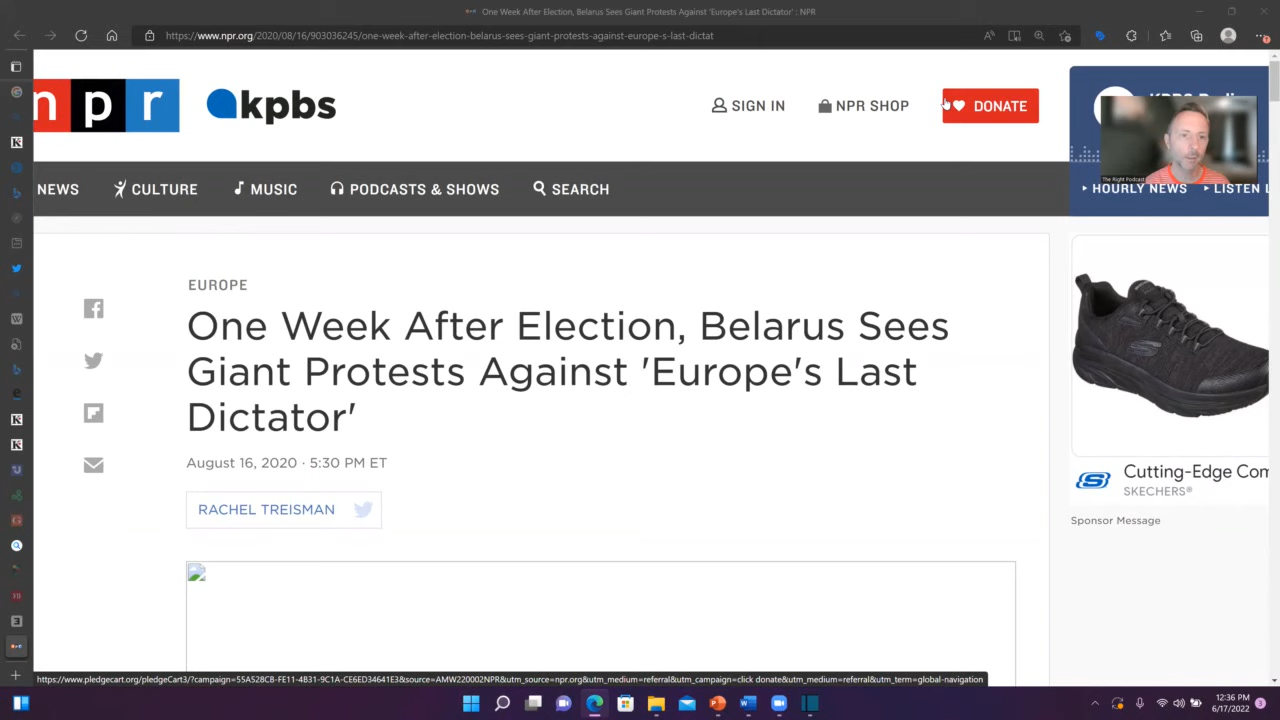 One Week After Election, Belarus Sees Giant Protests Against 'Europe's Last Dictator' : NPR
https://www.npr.org/2020/08/16/903036245/one-week-after-election-belarus-sees-giant-protests-against-europe-s-last-dictat
npr
kpbs
SIGN IN
NPR SHOP
DONATE
The Right Podcast
NEWS
CULTURE
MUSIC
PODCASTS & SHOWS
SEARCH
HOURLY NEWS
LISTEN L
EUROPE
One Week After Election, Belarus Sees
Giant Protests Against 'Europe's Last
Dictator'
August 16, 2020 · 5:30 PM ET
RACHEL TREISMAN
Cutting-Edge Com
SKECHERS®
Sponsor Message
https://www.pledgecart.org/pledgeCart3/?campaign=55A528CB-FE11-4B31-9C1A-CE6ED34641E3&source=AMW220002NPR&utm_source=npr.org&utm_medium=referral&utm_campaign=click donate&utm_medium=referral&utm_term=global-navigation
12:36 PM
6/17/2022